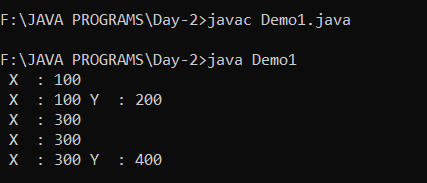 F:\JAVA PROGRAMS\Day-2>javac Demo1.java
F:\JAVA PROGRAMS\Day-2>java Demo1
X  : 100
X  : 100 Y  : 200
X  : 300
X  : 300
X  : 300 Y  : 400